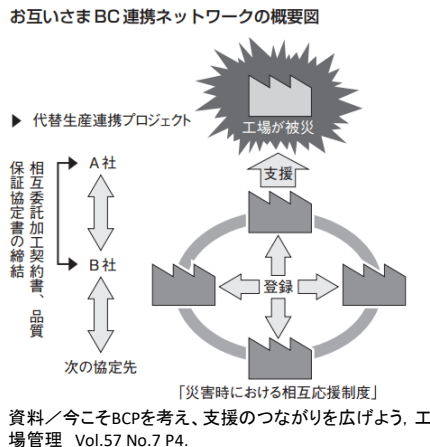 お互いさまBC連携ネットワークの概要図
▶ 代替生産連携プロジェクト
工場が被災
支援
A社
相互委託加工契約書、品質
保証協定書の締結
B社
登録
次の協定先
「災害時における相互応援制度」
資料／今こそBCPを考え、支援のつながりを広げよう，工
場管理 Vol.57 No.7 P4.